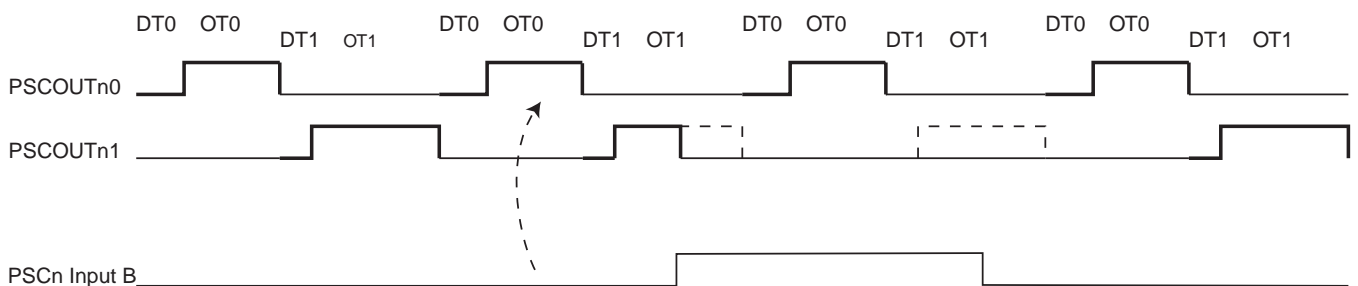 DT0 OT0 DT0 OT0 DT0 OT0 DT0 OT0
DT1 OT1 DT1 OT1 DT1 OT1 DT1 OT1
PSCOUTn0
PSCOUTn1
PSCn Input B